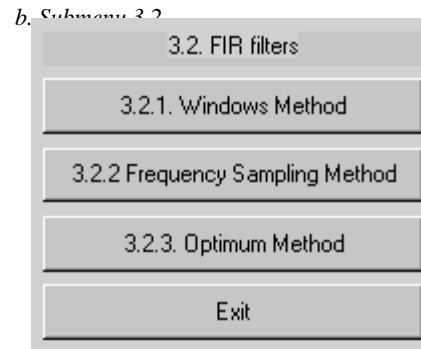 b. Submenu 3.2
3.2. FIR filters
3.2.1. Windows Method
3.2.2 Frequency Sampling Method
3.2.3. Optimum Method
Exit